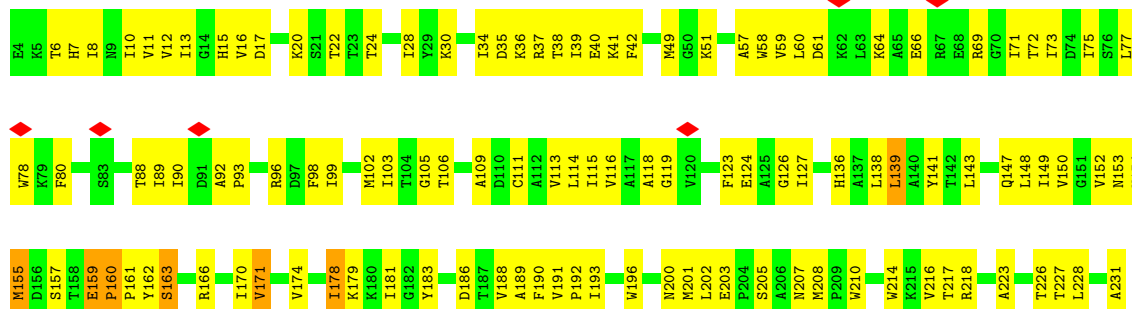 E4 K5 T6 H7 I8 N9 I10 V11 V12 I13 G14 H15 V16 D17 K20 S21 T22 T23 T24 I28 Y29 K30 I34 D35 K36 R37 T38 I39 E40 K41 F42 M49 G50 K51 A57 W58 V59 L60 D61 K62 L63 K64 A65 E66 R67 E68 R69 G70 I71 T72 I73 D74 I75 S76 L77
W78 K79 F80 S83 T88 I89 I90 D91 A92 P93 R96 D97 F98 I99 M102 I103 T104 G105 T106 A109 D110 C111 A112 V113 L114 I115 V116 A117 A118 G119 V120 F123 E124 A125 G126 I127 H136 A137 L138 L139 A140 Y141 T142 L143 Q147 L148 I149 V150 G151 V152 N153
M155 D156 S157 T158 E159 P160 P161 Y162 S163 R166 I170 V171 V174 I178 K179 K180 I181 G182 Y183 D186 T187 V188 A189 F190 V191 P192 I193 W196 N200 M201 L202 E203 P204 S205 A206 N207 M208 P209 W210 W214 K215 V216 T217 R218 A223 T226 T227 L228 A231